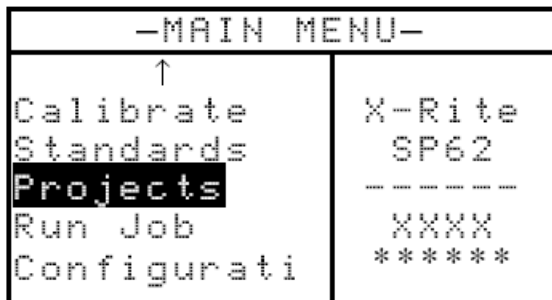 —MAIN MENU—
↑
Calibrate
Standards
Projects
Run Job
Configurati
X-Rite
SP62
------
XXXX
******